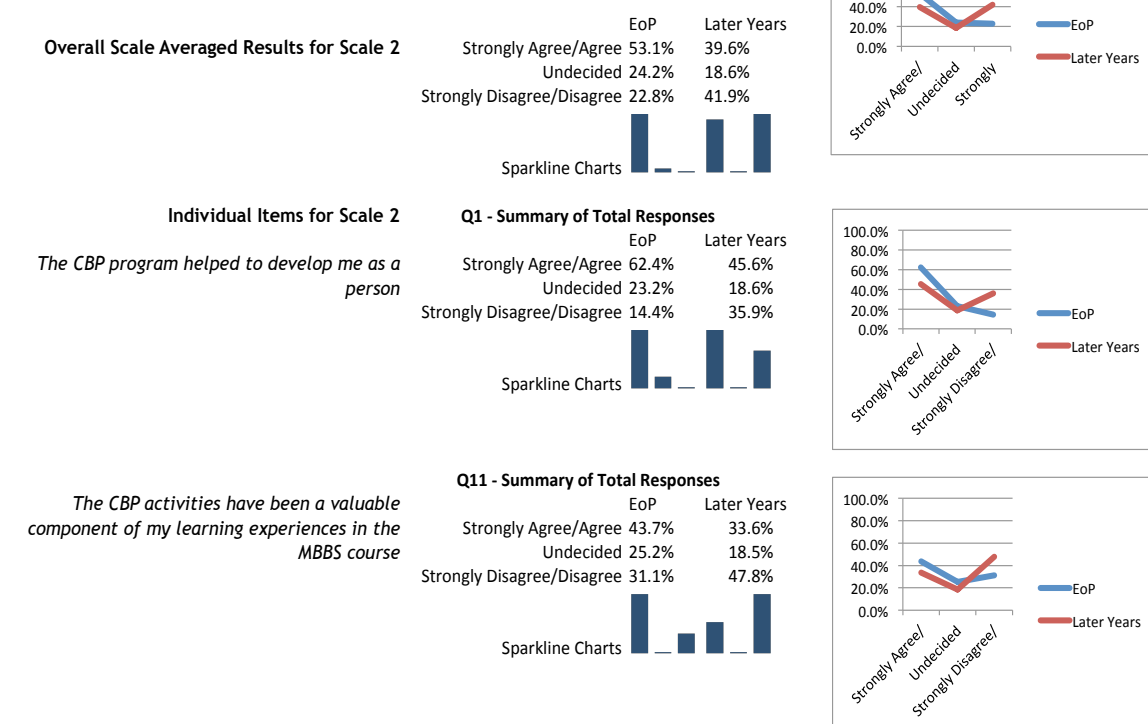 Overall Scale Averaged Results for Scale 2
EoP Later Years
Strongly Agree/Agree 53.1% 39.6%
Undecided 24.2% 18.6%
Strongly Disagree/Disagree 22.8% 41.9%
Sparkline Charts
40.0%
20.0%
0.0%
Strongly Agree/
Undecided
Strongly
EoP
Later Years
Individual Items for Scale 2
The CBP program helped to develop me as a
person
Q1 - Summary of Total Responses
EoP Later Years
Strongly Agree/Agree 62.4% 45.6%
Undecided 23.2% 18.6%
Strongly Disagree/Disagree 14.4% 35.9%
Sparkline Charts
100.0%
80.0%
60.0%
40.0%
20.0%
0.0%
Strongly Agree/
Undecided
Strongly Disagree/
EoP
Later Years
The CBP activities have been a valuable
component of my learning experiences in the
MBBS course
Q11 - Summary of Total Responses
EoP Later Years
Strongly Agree/Agree 43.7% 33.6%
Undecided 25.2% 18.5%
Strongly Disagree/Disagree 31.1% 47.8%
Sparkline Charts
100.0%
80.0%
60.0%
40.0%
20.0%
0.0%
Strongly Agree/
Undecided
Strongly Disagree/
EoP
Later Years